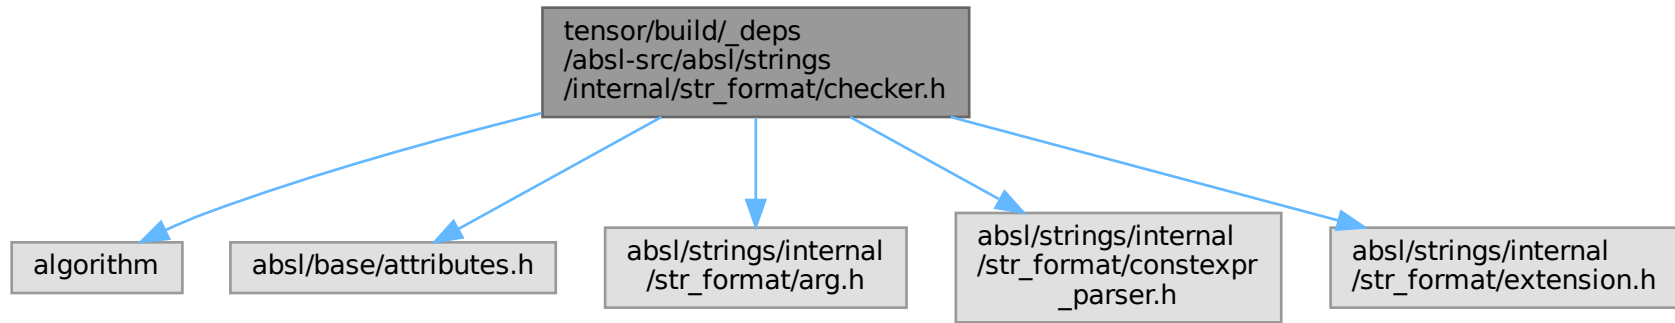 tensor/build/_deps
/absl-src/absl/strings
/internal/str_format/checker.h
algorithm
absl/base/attributes.h
absl/strings/internal
/str_format/arg.h
absl/strings/internal
/str_format/constexpr
_parser.h
absl/strings/internal
/str_format/extension.h